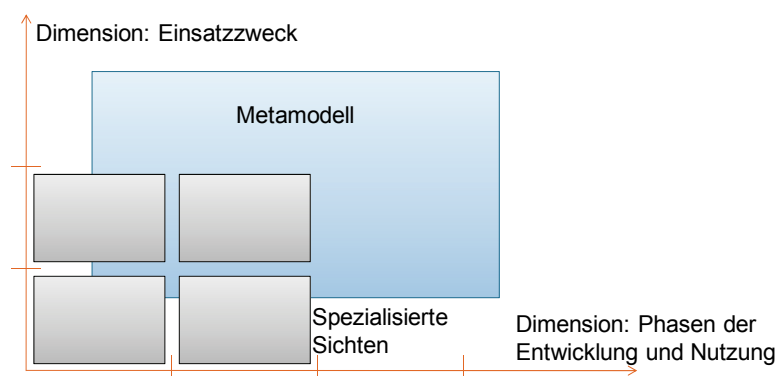 Dimension: Einsatzzweck
Metamodell
Spezialisierte
Sichten
Dimension: Phasen der
Entwicklung und Nutzung